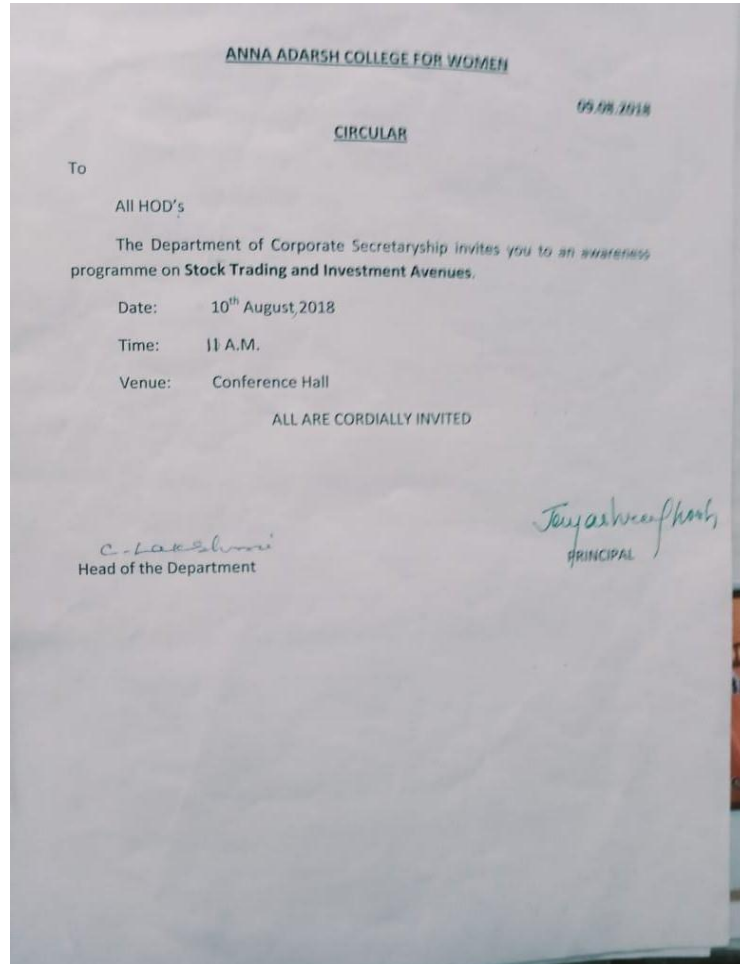 ANNA ADARSH COLLEGE FOR WOMEN
09.08.2018
CIRCULAR
To
All HOD's
The Department of Corporate Secretaryship invites you to an awareness
programme on Stock Trading and Investment Avenues.
Date: 10th August,2018
Time: 11 A.M.
Venue: Conference Hall
ALL ARE CORDIALLY INVITED
C. Lakshmi
Head of the Department
PRINCIPAL